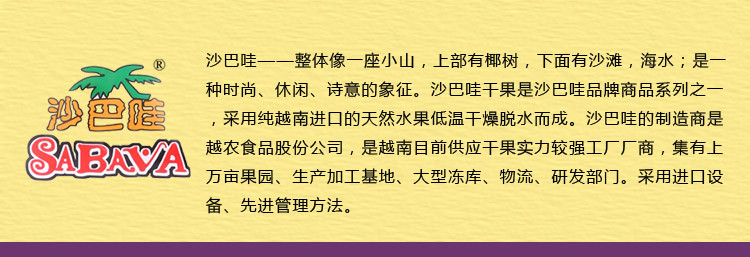 沙巴哇®
SABAVA
沙巴哇——整体像一座小山，上部有椰树，下面有沙滩，海水；是一
种时尚、休闲、诗意的象征。沙巴哇干果是沙巴哇品牌商品系列之一
，采用纯越南进口的天然水果低温干燥脱水而成。沙巴哇的制造商是
越农食品股份公司，是越南目前供应干果实力较强工厂厂商，集有上
万亩果园、生产加工基地、大型冻库、物流、研发部门。采用进口设
备、先进管理方法。